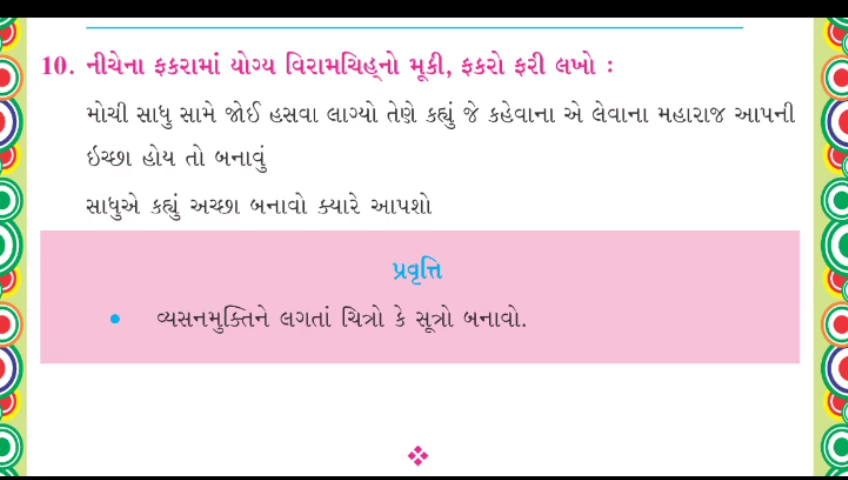 10. નીચેના ફકરામાં યોગ્ય વિરામચિહ્નો મૂકી, ફકરો ફરી લખો :
મોચી સાધુ સામે જોઈ હસવા લાગ્યો તેણે કહ્યું જે કહેવાના એ લેવાના મહારાજ આપની
ઇચ્છા હોય તો બનાવું
સાધુએ કહ્યું અચ્છા બનાવો ક્યારે આપશો
પ્રવૃત્તિ
• વ્યસનમુક્તિને લગતાં ચિત્રો કે સૂત્રો બનાવો.